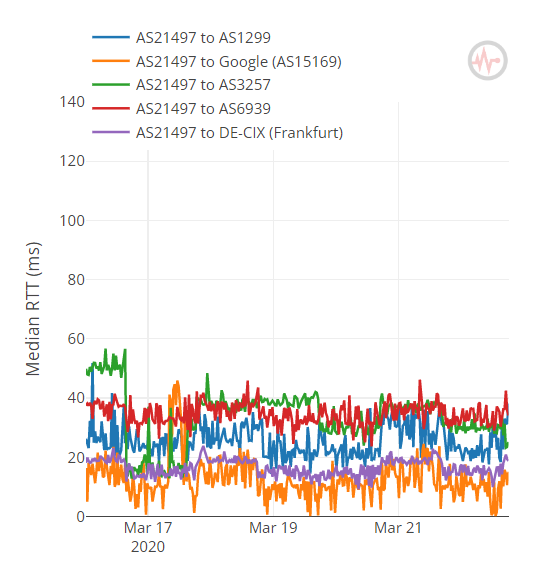 AS21497 to AS1299
AS21497 to Google (AS15169)
AS21497 to AS3257
AS21497 to AS6939
AS21497 to DE-CIX (Frankfurt)
140
120
100
80
60
40
20
0
Median RTT (ms)
Mar 17
2020
Mar 19
Mar 21